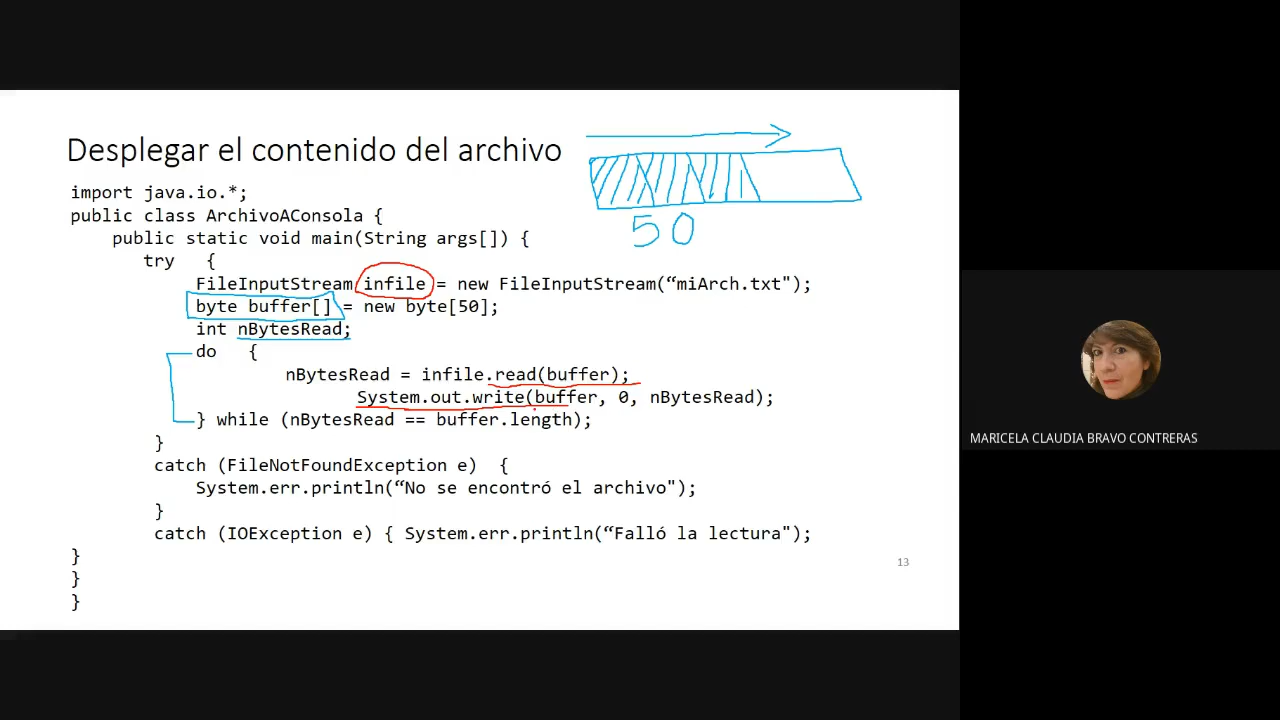 Desplegar el contenido del archivo
import java.io.*;
public class ArchivoAConsola {
public static void main(String args[]) {
try {
FileInputStream infile = new FileInputStream(“miArch.txt");
byte buffer[] = new byte[50];
int nBytesRead;
do {
nBytesRead = infile.read(buffer);
System.out.write(buffer, 0, nBytesRead);
} while (nBytesRead == buffer.length);
}
catch (FileNotFoundException e) {
System.err.println(“No se encontró el archivo");
}
catch (IOException e) { System.err.println(“Falló la lectura");
}
}
}
50
13
MARICELA CLAUDIA BRAVO CONTRERAS